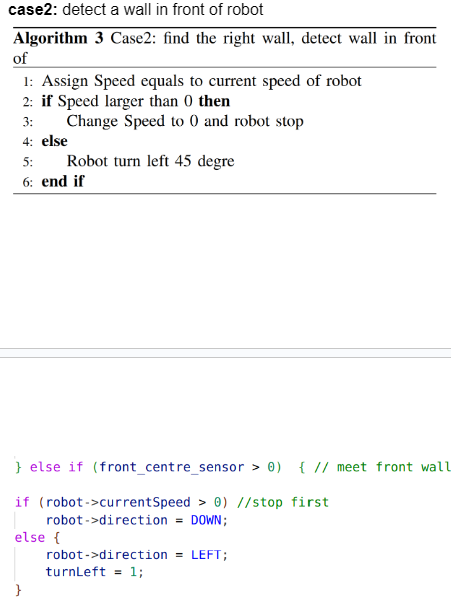 case2: detect a wall in front of robot
Algorithm 3 Case2: find the right wall, detect wall in front
of
1: Assign Speed equals to current speed of robot
2: if Speed larger than 0 then
3: Change Speed to 0 and robot stop
4: else
5: Robot turn left 45 degre
6: end if
} else if (front_centre_sensor > 0) { // meet front wall
if (robot->currentSpeed > 0) //stop first
robot->direction = DOWN;
else {
robot->direction = LEFT;
turnLeft = 1;
}